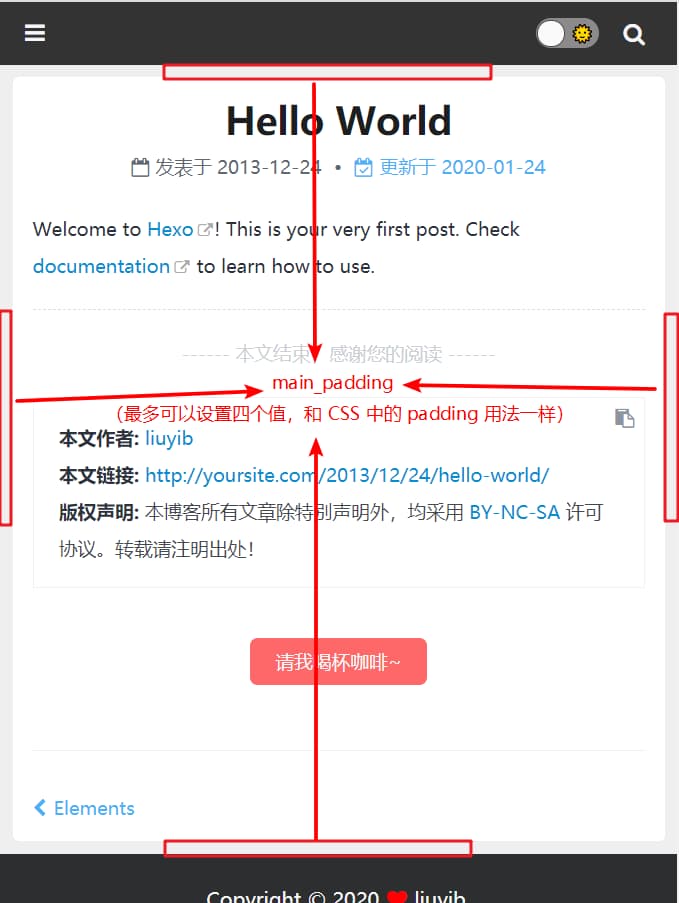 Hello World
发表于 2013-12-24 • 更新于 2020-01-24
Welcome to Hexo! This is your very first post. Check
documentation to learn how to use.
------ 本文结束 感谢您的阅读 ------
main_padding
（最多可以设置四个值，和 CSS 中的 padding 用法一样）
本文作者: liuyib
本文链接: http://yoursite.com/2013/12/24/hello-world/
版权声明: 本博客所有文章除特别声明外，均采用 BY-NC-SA 许可
协议。转载请注明出处！
请我喝杯咖啡~
Elements
Copyright © 2020 ❤ liuyib